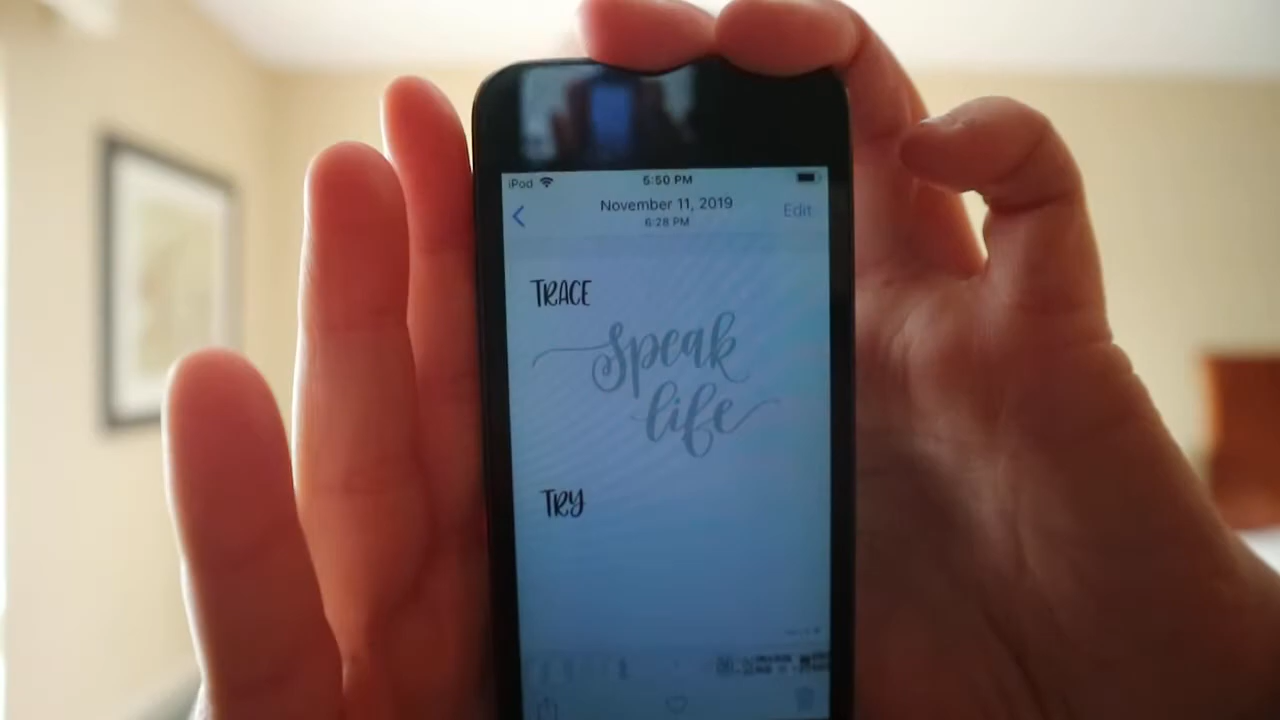 iPod 5:50 PM
November 11, 2019
6:28 PM
Edit
TRACE
speak
life
TRY